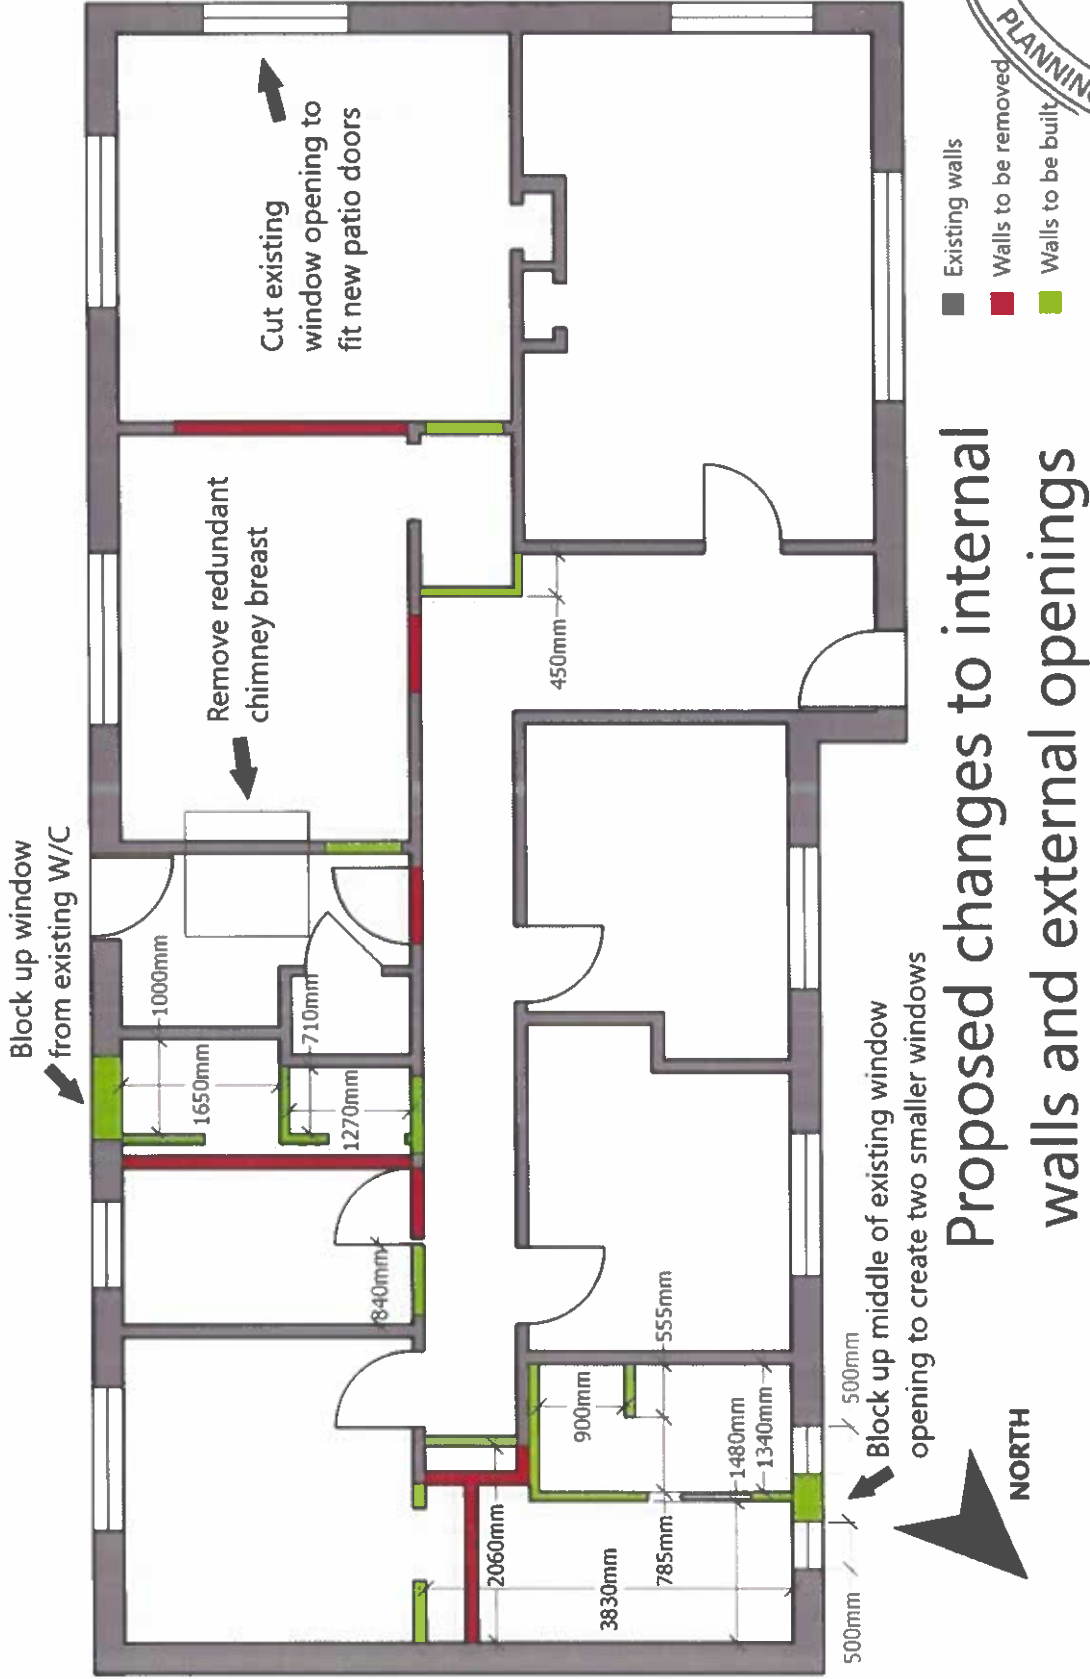 Block up window
from existing W/C
Remove redundant
chimney breast
Cut existing
window opening to
fit new patio doors
1000mm
1650mm
710mm
1270mm
840mm
450mm
2060mm
3830mm
785mm
900mm
555mm
1480mm
1340mm
500mm
500mm
Block up middle of existing window
opening to create two smaller windows
NORTH
Proposed changes to internal
walls and external openings
Existing walls
Walls to be removed
Walls to be built
PLANNING